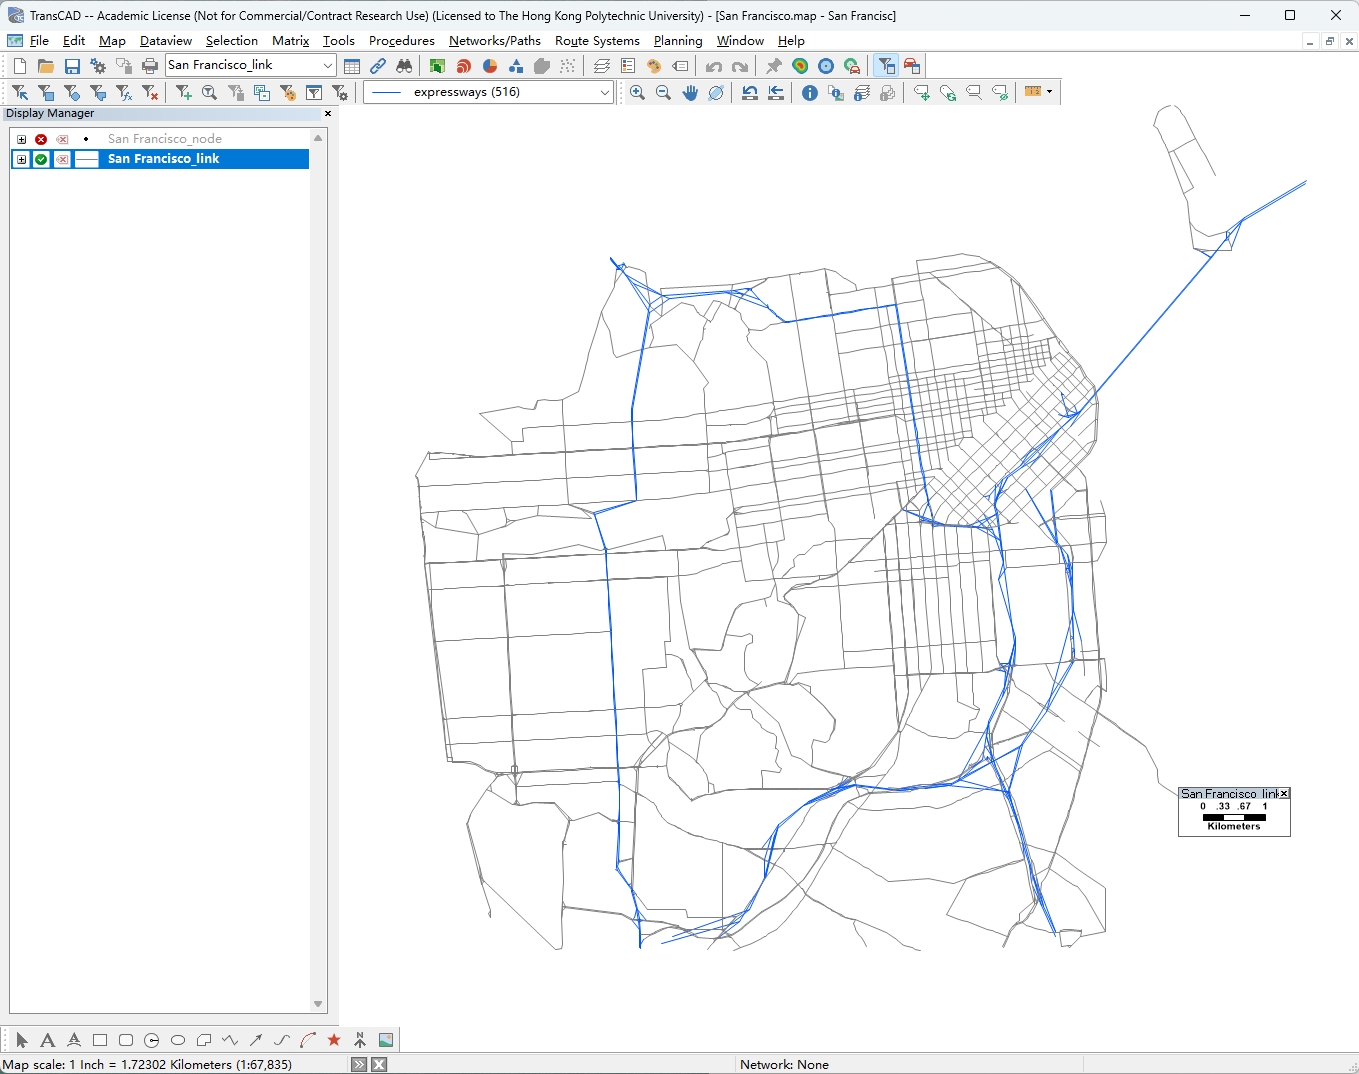 TransCAD -- Academic License (Not for Commercial/Contract Research Use) (Licensed to The Hong Kong Polytechnic University) - [San Francisco.map - San Francisc]
File Edit Map Dataview Selection Matrix Tools Procedures Networks/Paths Route Systems Planning Window Help
San Francisco_link
expressways (516)
Display Manager
San Francisco_node
San Francisco_link
San Francisco link
0 .33 .67 1
Kilometers
A A N
Map scale: 1 Inch = 1.72302 Kilometers (1:67,835)
Network: None